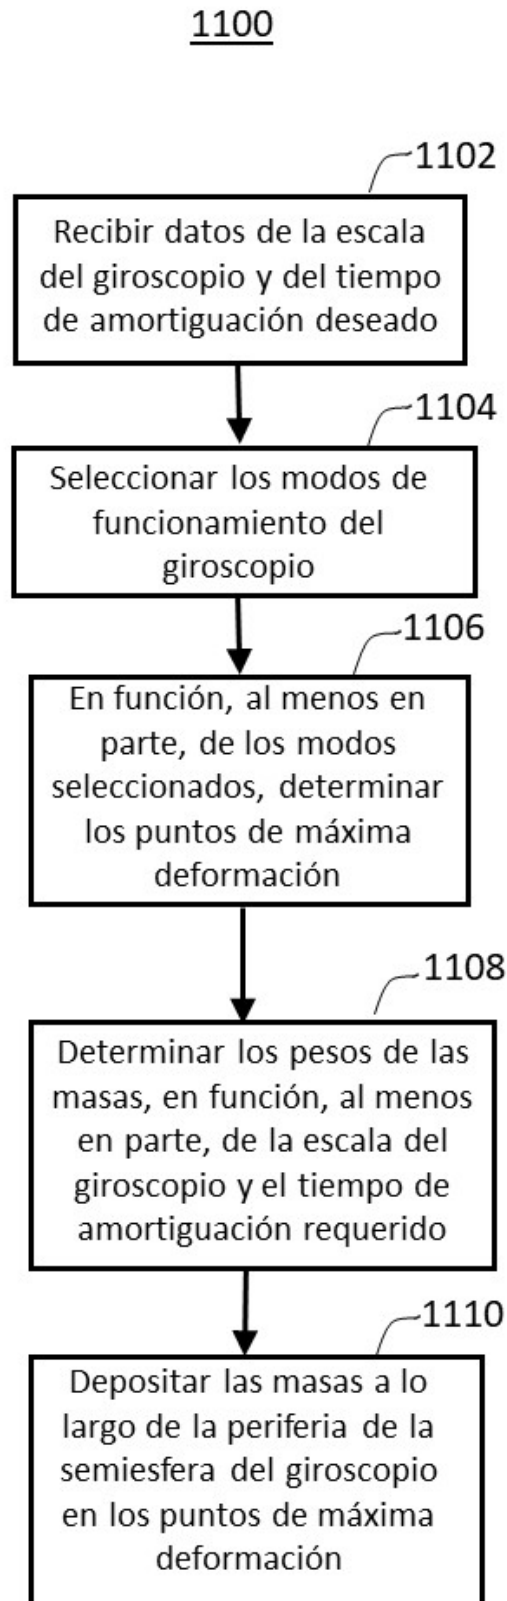 1100
1102
Recibir datos de la escala
del giroscopio y del tiempo
de amortiguación deseado
1104
Seleccionar los modos de
funcionamiento del
giroscopio
1106
En función, al menos en
parte, de los modos
seleccionados, determinar
los puntos de máxima
deformación
1108
Determinar los pesos de las
masas, en función, al menos
en parte, de la escala del
giroscopio y el tiempo de
amortiguación requerido
1110
Depositar las masas a lo
largo de la periferia de la
semiesfera del giroscopio
en los puntos de máxima
deformación